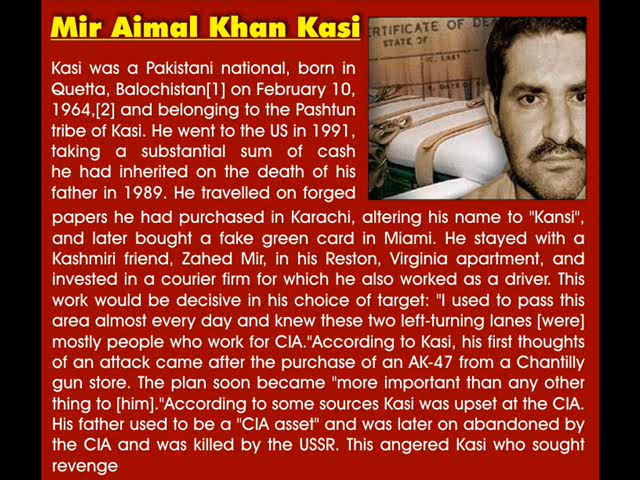 Mir Aimal Khan Kasi
CERTIFICATE OF DEA
STATE OF
Kasi was a Pakistani national, born in
Quetta, Balochistan[1] on February 10,
1964,[2] and belonging to the Pashtun
tribe of Kasi. He went to the US in 1991,
taking a substantial sum of cash
he had inherited on the death of his
father in 1989. He travelled on forged
papers he had purchased in Karachi, altering his name to "Kansi",
and later bought a fake green card in Miami. He stayed with a
Kashmiri friend, Zahed Mir, in his Reston, Virginia apartment, and
invested in a courier firm for which he also worked as a driver. This
work would be decisive in his choice of target: "I used to pass this
area almost every day and knew these two left-turning lanes [were]
mostly people who work for CIA."According to Kasi, his first thoughts
of an attack came after the purchase of an AK-47 from a Chantilly
gun store. The plan soon became "more important than any other
thing to [him]."According to some sources Kasi was upset at the CIA.
His father used to be a "CIA asset" and was later on abandoned by
the CIA and was killed by the USSR. This angered Kasi who sought
revenge